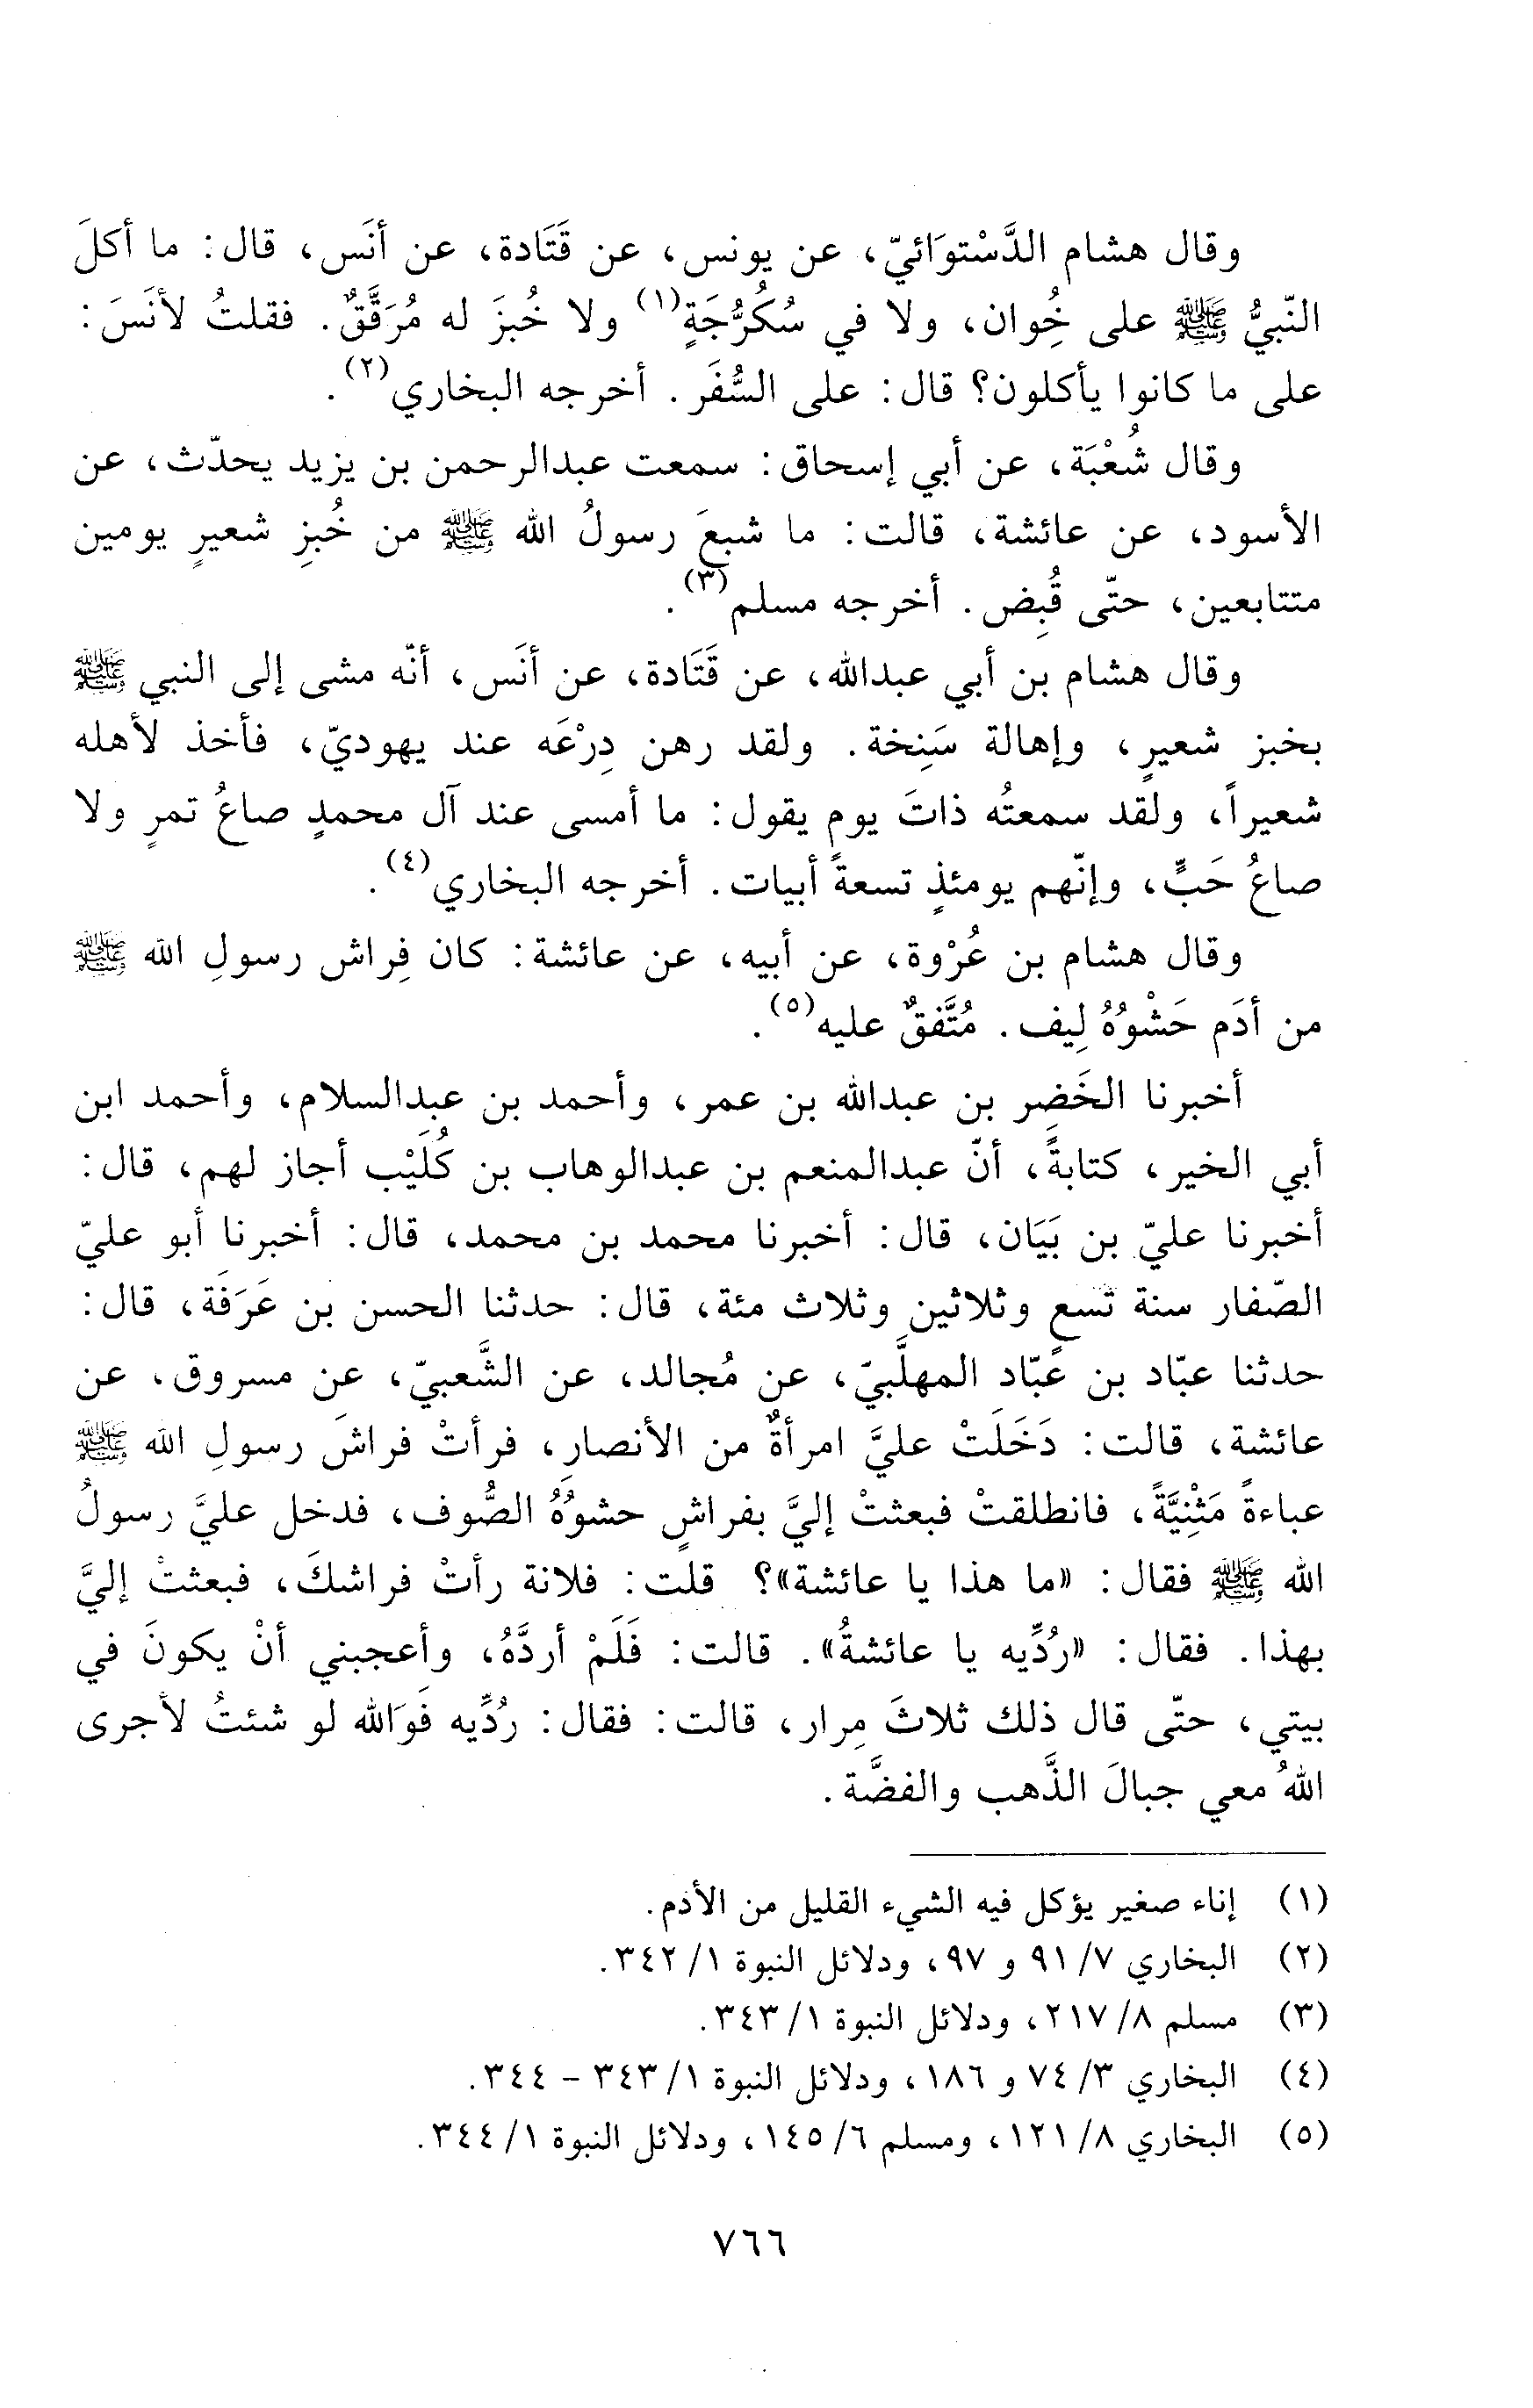 وقال هشام الدَّسْتوَائيّ، عن يونس، عن قَتَادة، عن أنَس، قال: ما أكلَ
النّبيُّ ﷺ على خُِوان، ولا في سُكُرُّجَةٍ(١) ولا خُبزَ له مُرَقَّقٌ. فقلتُ لأنَسَ:
على ما كانوا يأكلون؟ قال: على السُّفَر. أخرجه البخاري(٢).
وقال شُعْبَة، عن أبي إسحاق: سمعت عبدالرحمن بن يزيد يحدّث، عن
الأسود، عن عائشة، قالت: ما شبعَ رسولُ الله ﷺ من خُبزِ شعيرٍ يومين
متتابعين، حتّى قُبِض. أخرجه مسلم(٣).
وقال هشام بن أبي عبدالله، عن قَتَادة، عن أنَس، أنّه مشى إلى النبي ﷺ
بخبز شعيرٍ، وإهالة سَنِخة. ولقد رهن دِرْعَه عند يهوديّ، فأخذ لأهله
شعيراً، ولقد سمعتُه ذاتَ يوم يقول: ما أمسى عند آل محمدٍ صاعُ تمرٍ ولا
صاعُ حَبٍّ، وإنّهم يومئذٍ تسعةُ أبيات. أخرجه البخاري(٤).
وقال هشام بن عُرْوة، عن أبيه، عن عائشة: كان فِراش رسولِ الله ﷺ
من أدَم حَشْوُهُ لِيف. مُتَّفقٌ عليه(٥).
أخبرنا الخَضِر بن عبدالله بن عمر، وأحمد بن عبدالسلام، وأحمد ابن
أبي الخير، كتابةً، أنّ عبدالمنعم بن عبدالوهاب بن كُلَيْب أجاز لهم، قال:
أخبرنا عليّ بن بَيَان، قال: أخبرنا محمد بن محمد، قال: أخبرنا أبو عليّ
الصّفار سنة تسعٍ وثلاثين وثلاث مئة، قال: حدثنا الحسن بن عَرَفَة، قال:
حدثنا عبّاد بن عبّاد المهلَّبيّ، عن مُجالد، عن الشَّعبيّ، عن مسروق، عن
عائشة، قالت: دَخَلَتْ عليَّ امرأةٌ من الأنصارِ، فرأتْ فراشَ رسولِ الله ﷺ
عباءةً مَثْنِيَّةً، فانطلقتْ فبعثتْ إليَّ بفراشٍ حشوُهُ الصُّوف، فدخل عليَّ رسولُ
الله ﷺ فقال: «ما هذا يا عائشة»؟ قلت: فلانة رأتْ فراشكَ، فبعثتْ إليَّ
بهذا. فقال: «رُدِّيه يا عائشةُ». قالت: فَلَمْ أردَّهُ، وأعجبني أنْ يكونَ في
بيتي، حتّى قال ذلك ثلاثَ مِرار، قالت: فقال: رُدِّيه فَوَالله لو شئتُ لأجرى
اللهُ معي جبالَ الذَّهب والفضَّة.
(١) إناء صغير يؤكل فيه الشيء القليل من الأدم.
(٢) البخاري ٧/ ٩١ و ٩٧، ودلائل النبوة ١/ ٣٤٢.
(٣) مسلم ٨/ ٢١٧، ودلائل النبوة ١/ ٣٤٣.
(٤) البخاري ٣/ ٧٤ و ١٨٦، ودلائل النبوة ١/ ٣٤٣ - ٣٤٤.
(٥) البخاري ٨/ ١٢١، ومسلم ٦/ ١٤٥، ودلائل النبوة ١/ ٣٤٤.
٧٦٦